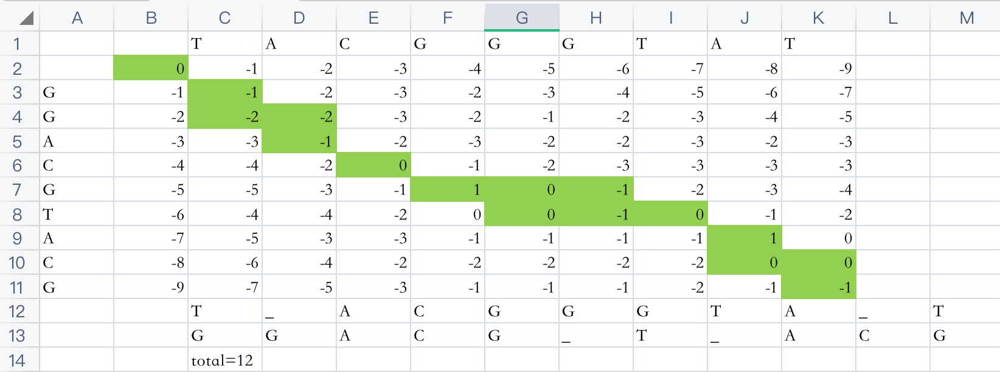 A B C D E F G H I J K L M
1 T A C G G G T A T
2 0 -1 -2 -3 -4 -5 -6 -7 -8 -9
3 G -1 -1 -2 -3 -2 -3 -4 -5 -6 -7
4 G -2 -2 -2 -3 -2 -1 -2 -3 -4 -5
5 A -3 -3 -1 -2 -3 -2 -2 -3 -2 -3
6 C -4 -4 -2 0 -1 -2 -3 -3 -3 -3
7 G -5 -5 -3 -1 1 0 -1 -2 -3 -4
8 T -6 -4 -4 -2 0 0 -1 0 -1 -2
9 A -7 -5 -3 -3 -1 -1 -1 -1 1 0
10 C -8 -6 -4 -2 -2 -2 -2 -2 0 0
11 G -9 -7 -5 -3 -1 -1 -1 -2 -1 -1
12 T _ A C G G G T A _ T
13 G G A C G _ T _ A C G
14 total=12